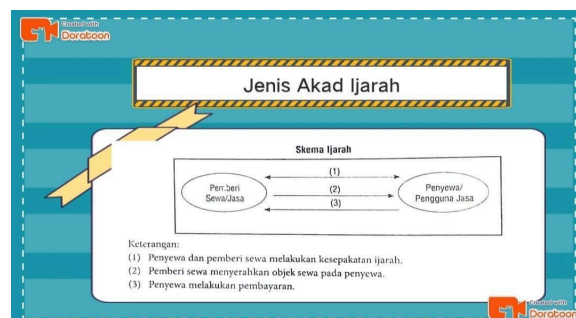 Created with
Doratoon
Jenis Akad Ijarah
Skema Ijarah
(1)
Pemberi
Sewa/Jasa
(2)
Penyewa/
Pengguna Jasa
(3)
Keterangan:
(1) Penyewa dan pemberi sewa melakukan kesepakatan ijarah.
(2) Pemberi sewa menyerahkan objek sewa pada penyewa.
(3) Penyewa melakukan pembayaran.
Created with
Doratoon